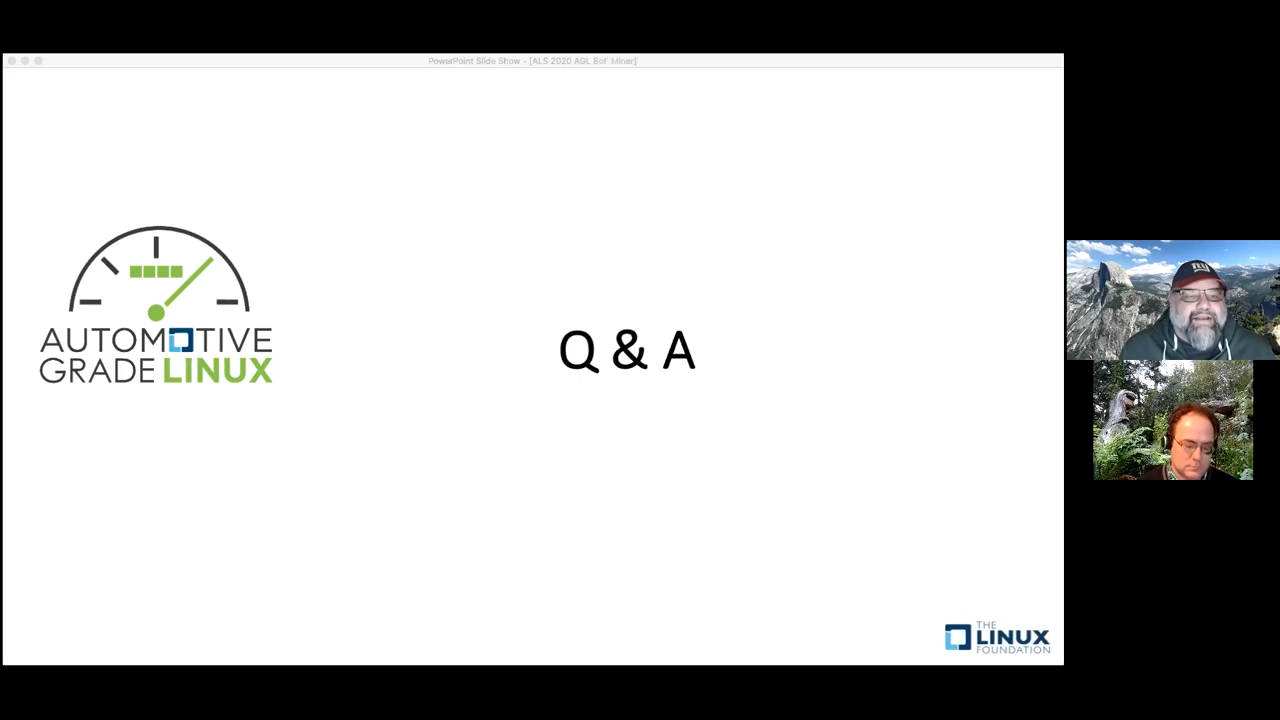 PowerPoint Slide Show - [ALS 2020 AGL BoF Miner]
AUTOMOTIVE
GRADE LINUX
Q & A
THE
LINUX
FOUNDATION